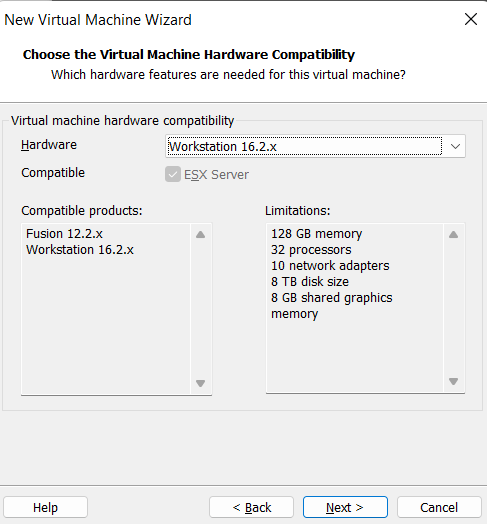 New Virtual Machine Wizard
Choose the Virtual Machine Hardware Compatibility
Which hardware features are needed for this virtual machine?
Virtual machine hardware compatibility
Hardware
Workstation 16.2.x
Compatible
ESX Server
Compatible products:
Fusion 12.2.x
Workstation 16.2.x
Limitations:
128 GB memory
32 processors
10 network adapters
8 TB disk size
8 GB shared graphics
memory
Help
< Back
Next >
Cancel